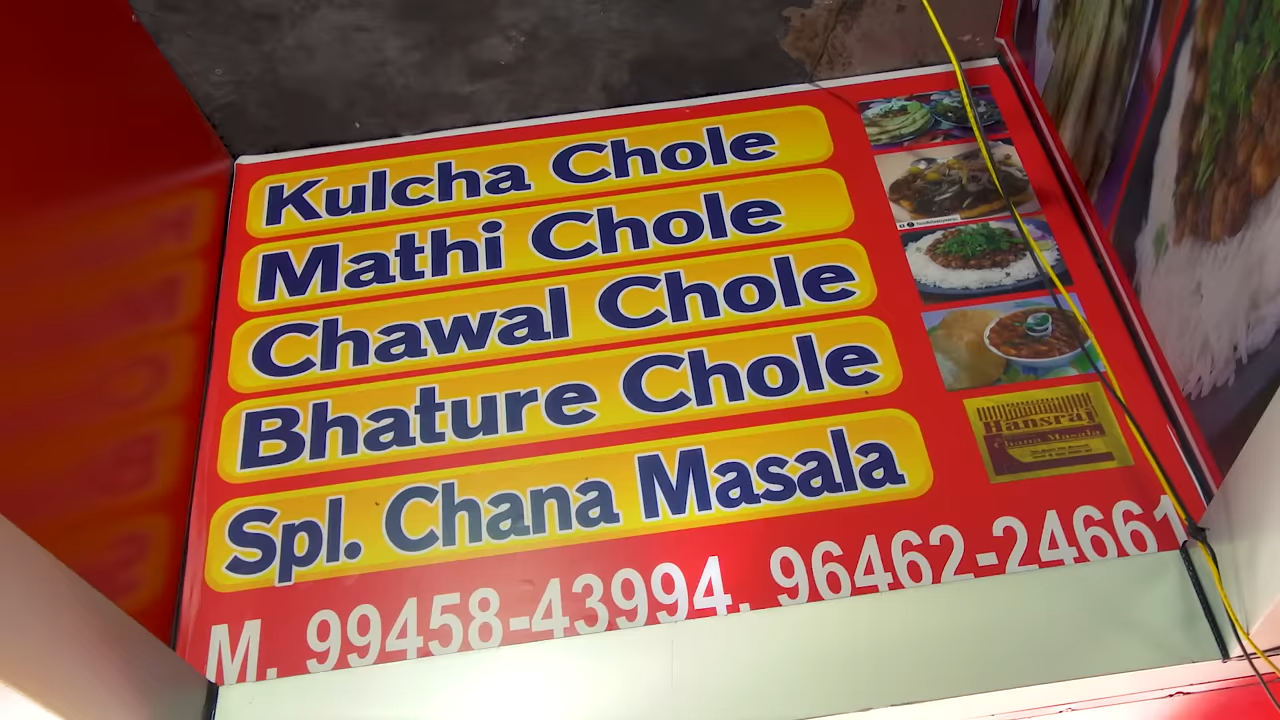 Kulcha Chole
Mathi Chole
Chawal Chole
Bhature Chole
Spl. Chana Masala
Hansraj
Chana Masala
M. 99458-43994, 96462-24661